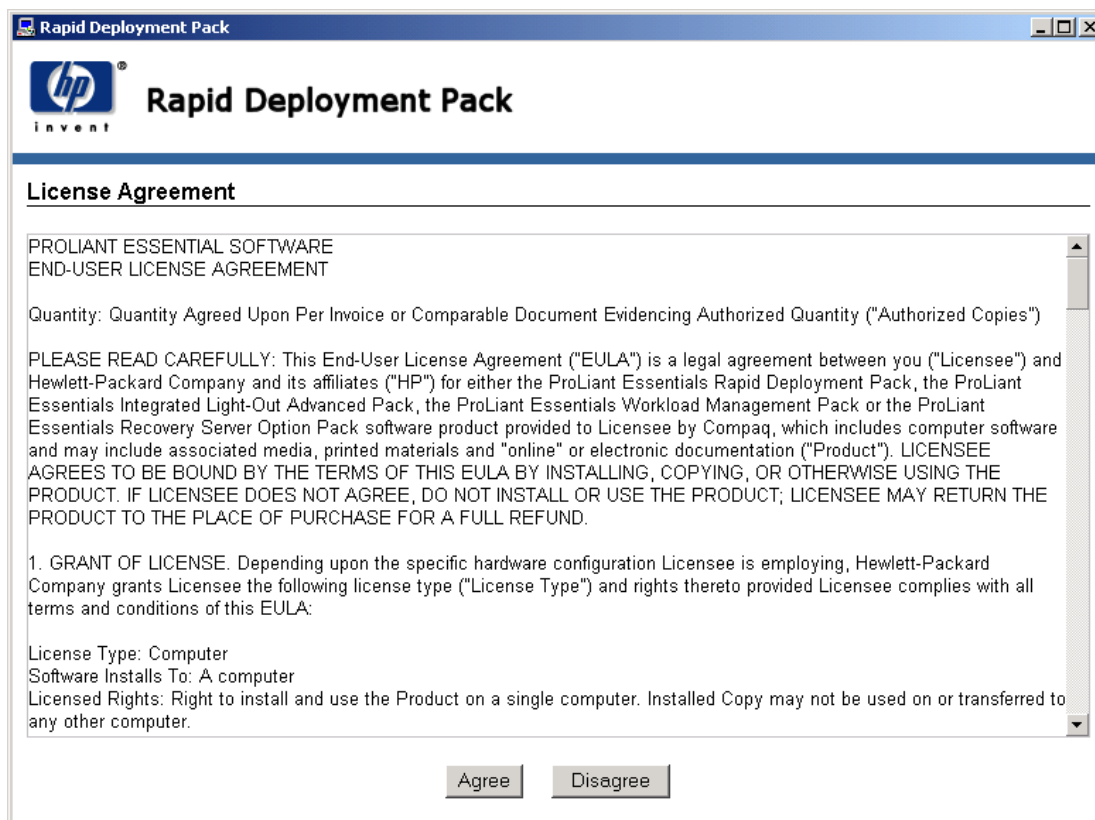 Rapid Deployment Pack
hp
®
invent
Rapid Deployment Pack
License Agreement
PROLIANT ESSENTIAL SOFTWARE
END-USER LICENSE AGREEMENT
Quantity: Quantity Agreed Upon Per Invoice or Comparable Document Evidencing Authorized Quantity ("Authorized Copies")
PLEASE READ CAREFULLY: This End-User License Agreement ("EULA") is a legal agreement between you ("Licensee") and
Hewlett-Packard Company and its affiliates ("HP") for either the ProLiant Essentials Rapid Deployment Pack, the ProLiant
Essentials Integrated Light-Out Advanced Pack, the ProLiant Essentials Workload Management Pack or the ProLiant
Essentials Recovery Server Option Pack software product provided to Licensee by Compaq, which includes computer software
and may include associated media, printed materials and "online" or electronic documentation ("Product"). LICENSEE
AGREES TO BE BOUND BY THE TERMS OF THIS EULA BY INSTALLING, COPYING, OR OTHERWISE USING THE
PRODUCT. IF LICENSEE DOES NOT AGREE, DO NOT INSTALL OR USE THE PRODUCT; LICENSEE MAY RETURN THE
PRODUCT TO THE PLACE OF PURCHASE FOR A FULL REFUND.
1. GRANT OF LICENSE. Depending upon the specific hardware configuration Licensee is employing, Hewlett-Packard
Company grants Licensee the following license type ("License Type") and rights thereto provided Licensee complies with all
terms and conditions of this EULA:
License Type: Computer
Software Installs To: A computer
Licensed Rights: Right to install and use the Product on a single computer. Installed Copy may not be used on or transferred to
any other computer.
Agree
Disagree